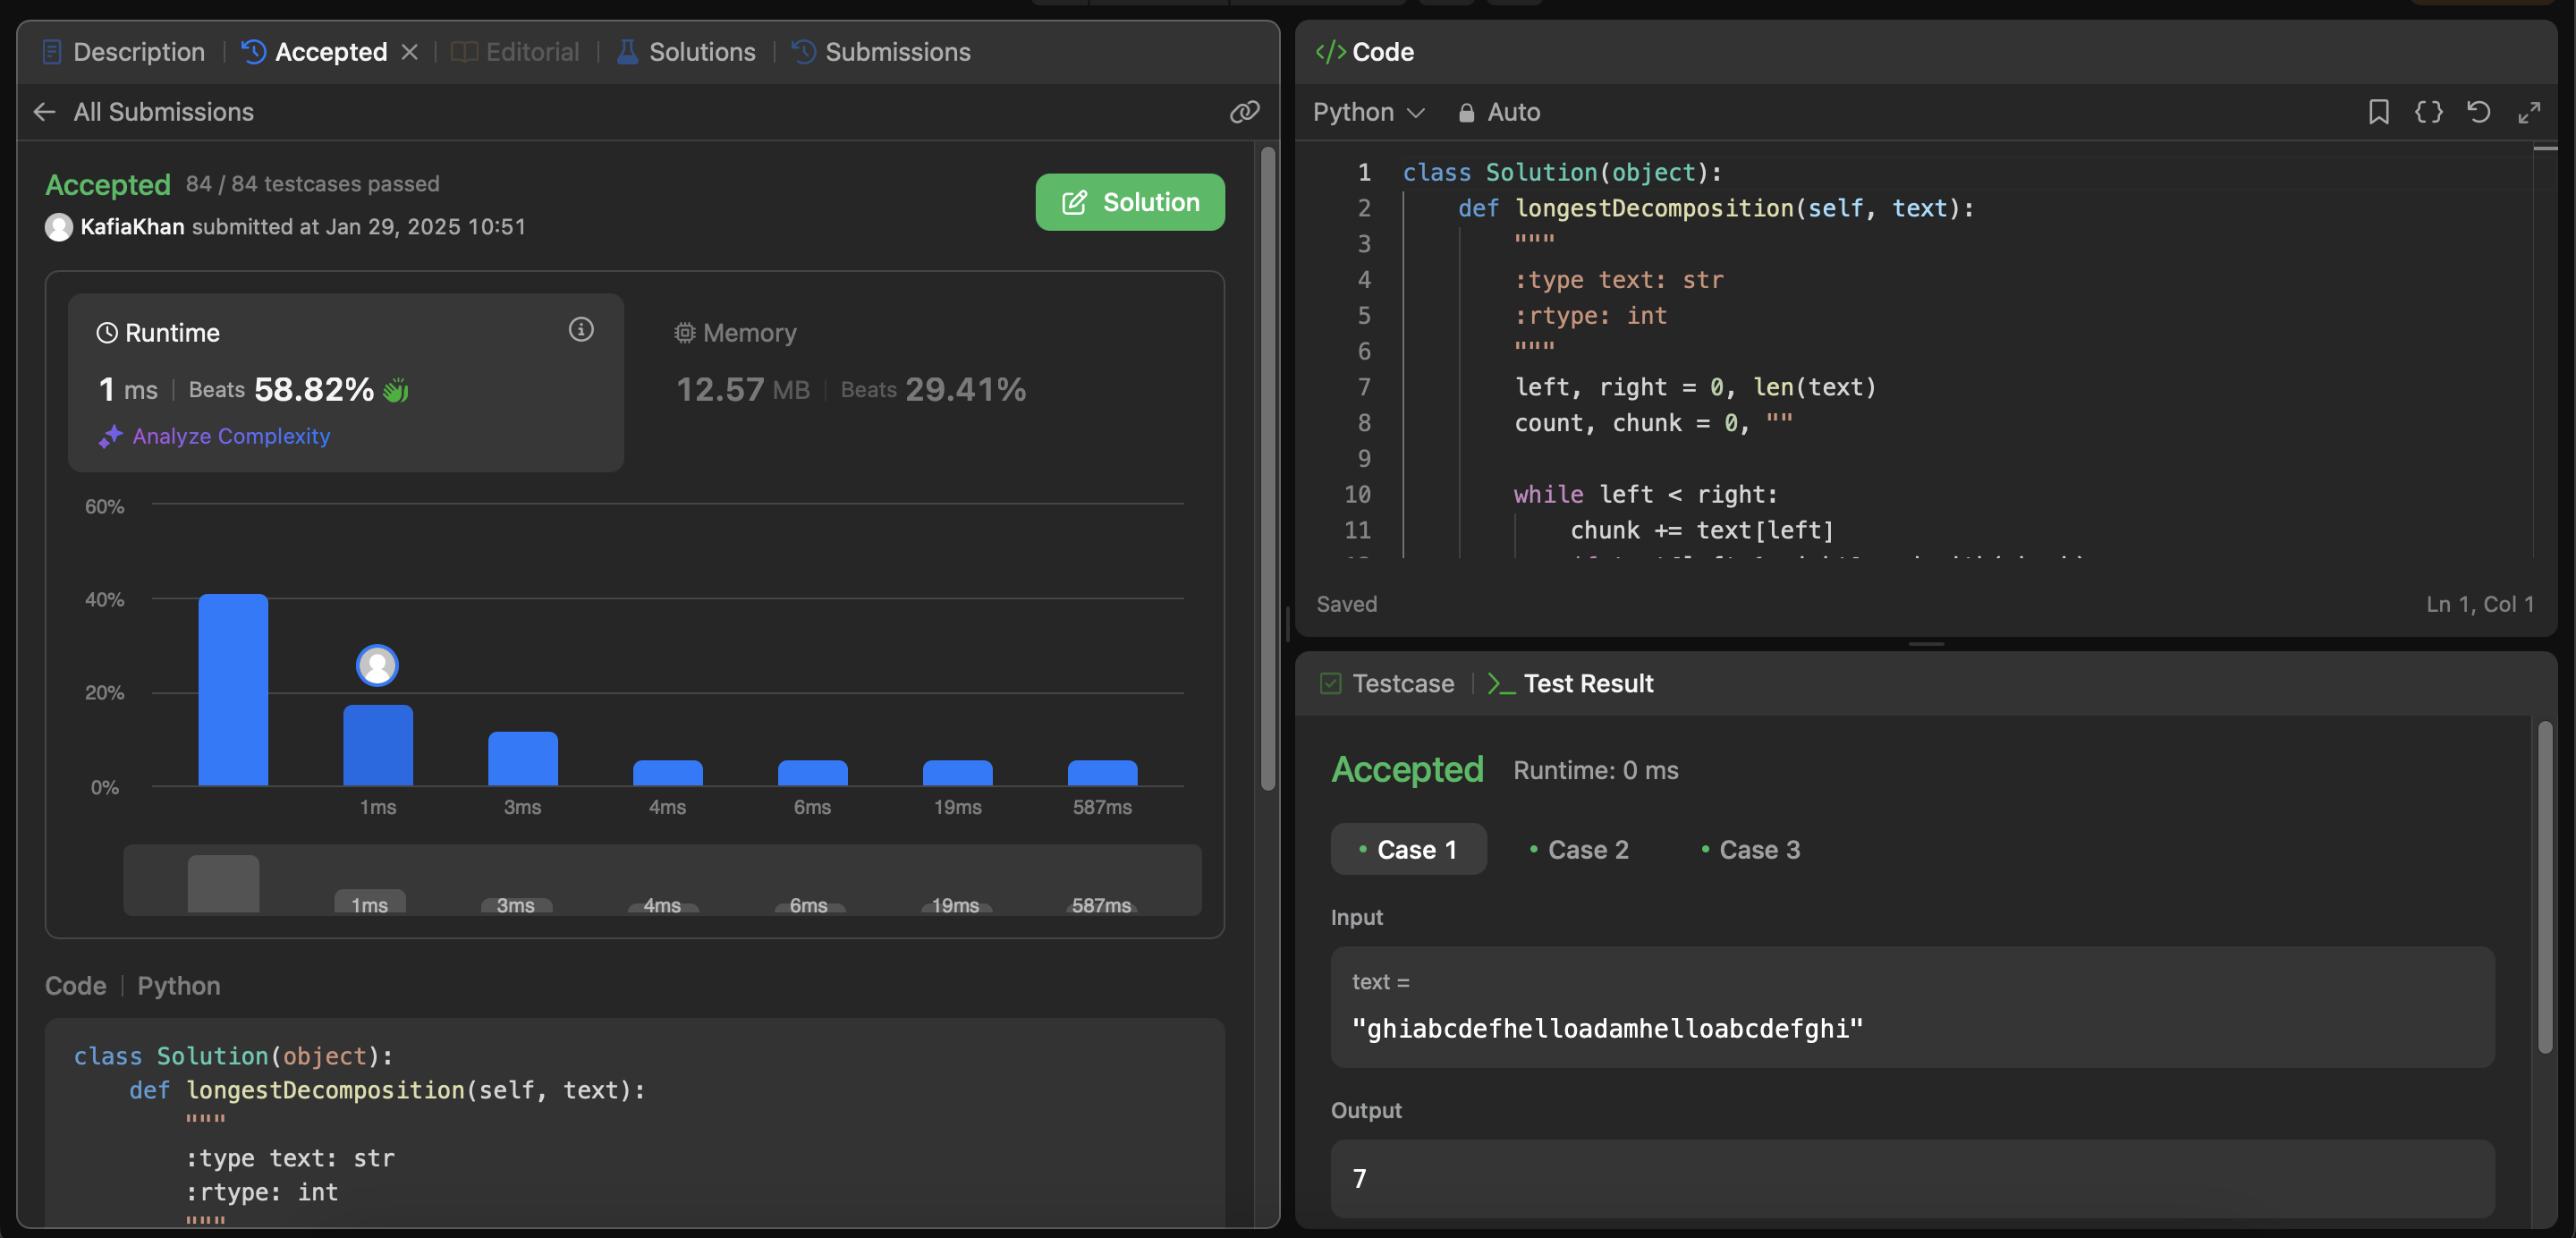 Description
Accepted
Editorial
Solutions
Submissions
All Submissions
Accepted 84 / 84 testcases passed
KafiaKhan submitted at Jan 29, 2025 10:51
Solution
Runtime
1 ms | Beats 58.82%
Analyze Complexity
Memory
12.57 MB | Beats 29.41%
60%
40%
20%
0%
1ms 3ms 4ms 6ms 19ms 587ms
1ms 3ms 4ms 6ms 19ms 587ms
Code | Python
class Solution(object):
    def longestDecomposition(self, text):
        """
        :type text: str
        :rtype: int
        """
</> Code
Python
Auto
1 class Solution(object):
2     def longestDecomposition(self, text):
3         """
4         :type text: str
5         :rtype: int
6         """
7         left, right = 0, len(text)
8         count, chunk = 0, ""
9
10         while left < right:
11             chunk += text[left]
Saved
Ln 1, Col 1
Testcase
>_ Test Result
Accepted Runtime: 0 ms
Case 1
Case 2
Case 3
Input
text =
"ghiabcdefhelloadamhelloabcdefghi"
Output
7